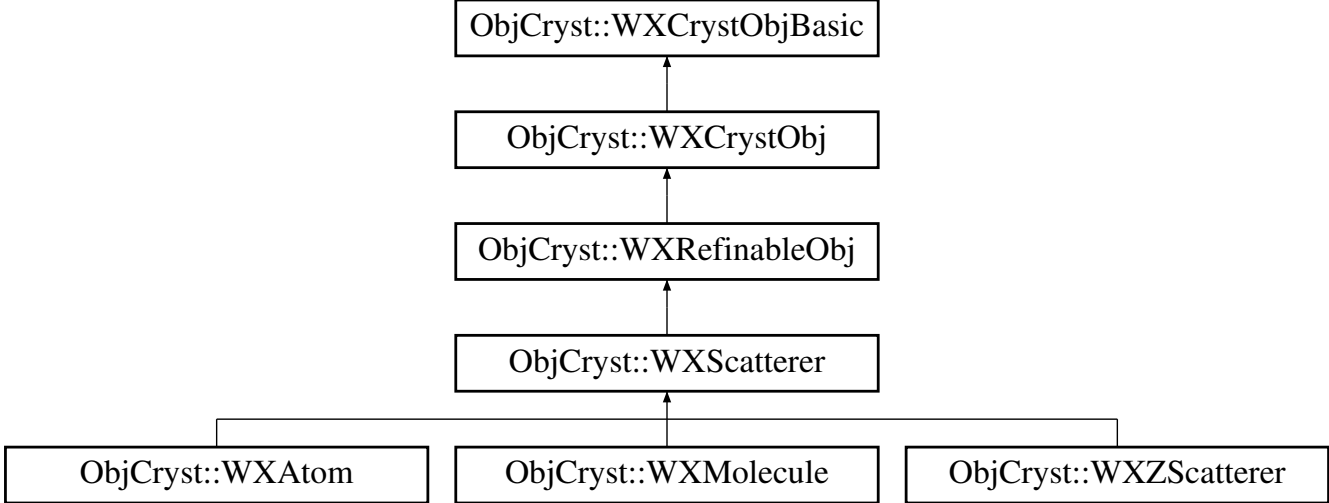 ObjCryst::WXCrystObjBasic
ObjCryst::WXCrystObj
ObjCryst::WXRefinableObj
ObjCryst::WXScatterer
ObjCryst::WXAtom
ObjCryst::WXMolecule
ObjCryst::WXZScatterer